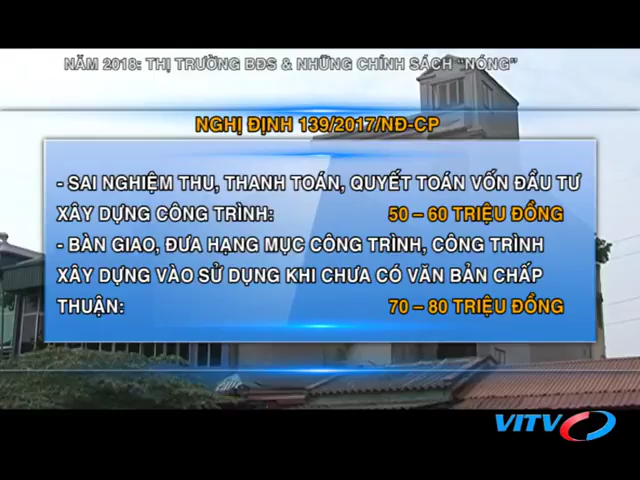 NĂM 2018: THỊ TRƯỜNG BĐS & NHỮNG CHÍNH SÁCH "NÓNG"
NGHỊ ĐỊNH 139/2017/NĐ-CP
- SAI NGHIỆM THU, THANH TOÁN, QUYẾT TOÁN VỐN ĐẦU TƯ
XÂY DỰNG CÔNG TRÌNH: 50 – 60 TRIỆU ĐỒNG
- BÀN GIAO, ĐƯA HẠNG MỤC CÔNG TRÌNH, CÔNG TRÌNH
XÂY DỰNG VÀO SỬ DỤNG KHI CHƯA CÓ VĂN BẢN CHẤP
THUẬN: 70 – 80 TRIỆU ĐỒNG
VITV